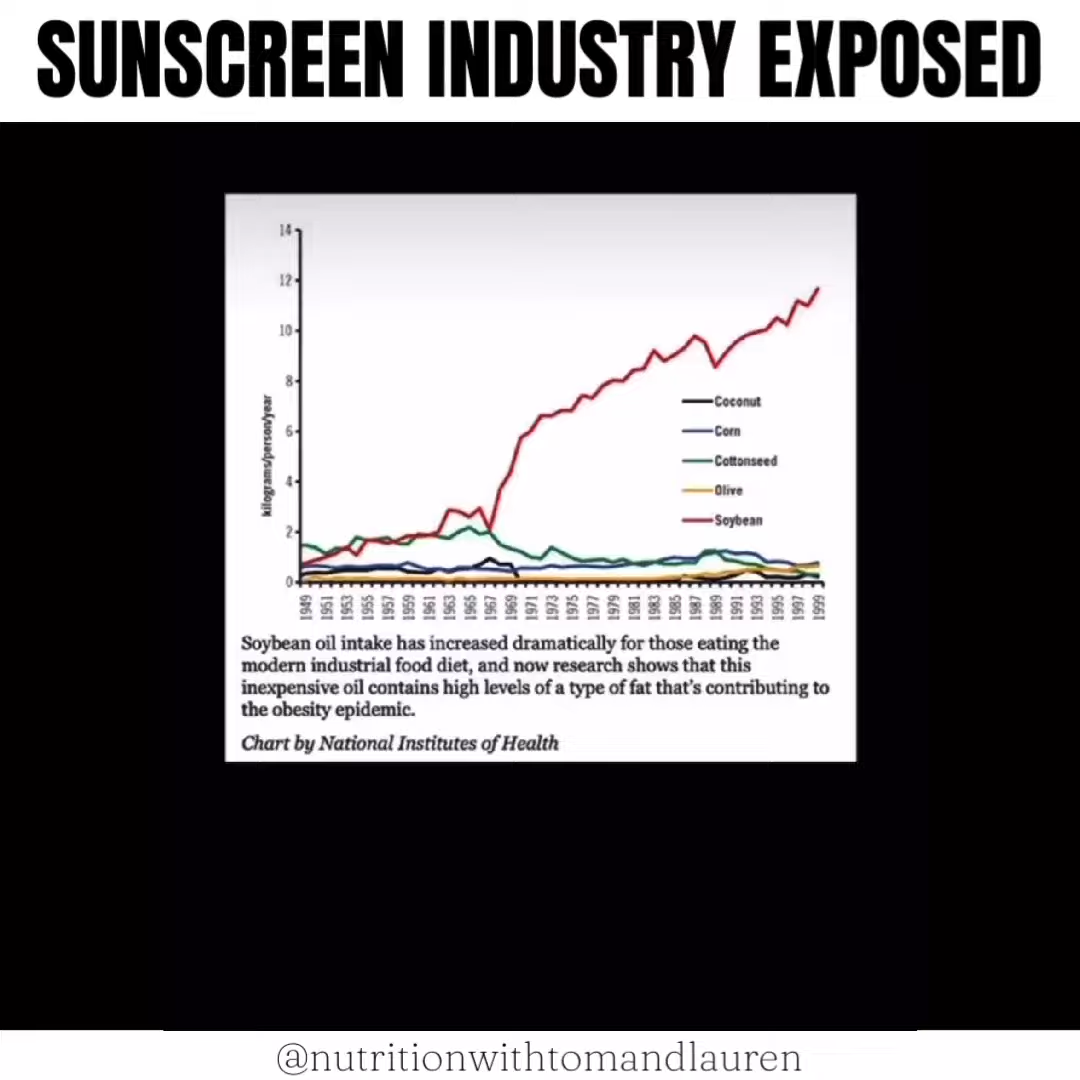 SUNSCREEN INDUSTRY EXPOSED
14
12
10
8
6
4
2
0
kilograms/person/year
Coconut
Corn
Cottonseed
Olive
Soybean
1949
1951
1953
1955
1957
1959
1961
1963
1965
1967
1969
1971
1973
1975
1977
1979
1981
1983
1985
1987
1989
1991
1993
1995
1997
1999
Soybean oil intake has increased dramatically for those eating the
modern industrial food diet, and now research shows that this
inexpensive oil contains high levels of a type of fat that's contributing to
the obesity epidemic.
Chart by National Institutes of Health
@nutritionwithtomandlauren